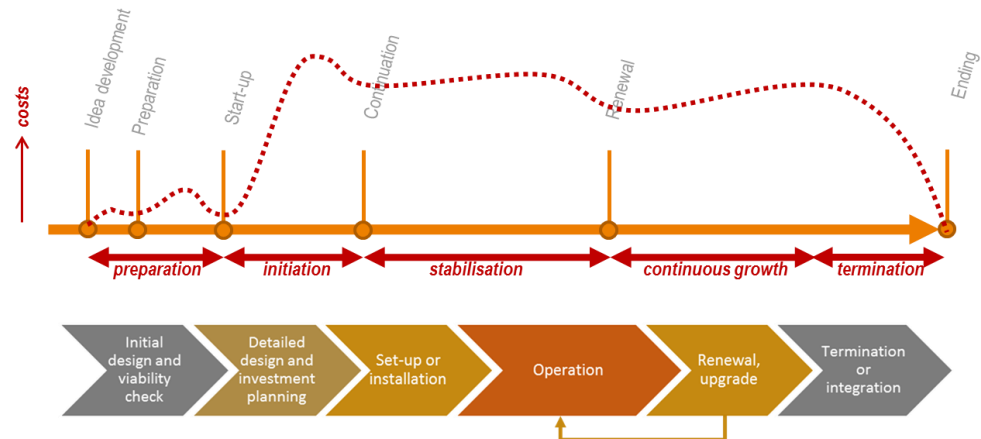 costs
Idea development
Preparation
Start-up
Continuation
Renewal
Ending
preparation
initiation
stabilisation
continuous growth
termination
Initial
design and
viability
check
Detailed
design and
investment
planning
Set-up or
installation
Operation
Renewal,
upgrade
Termination
or
integration